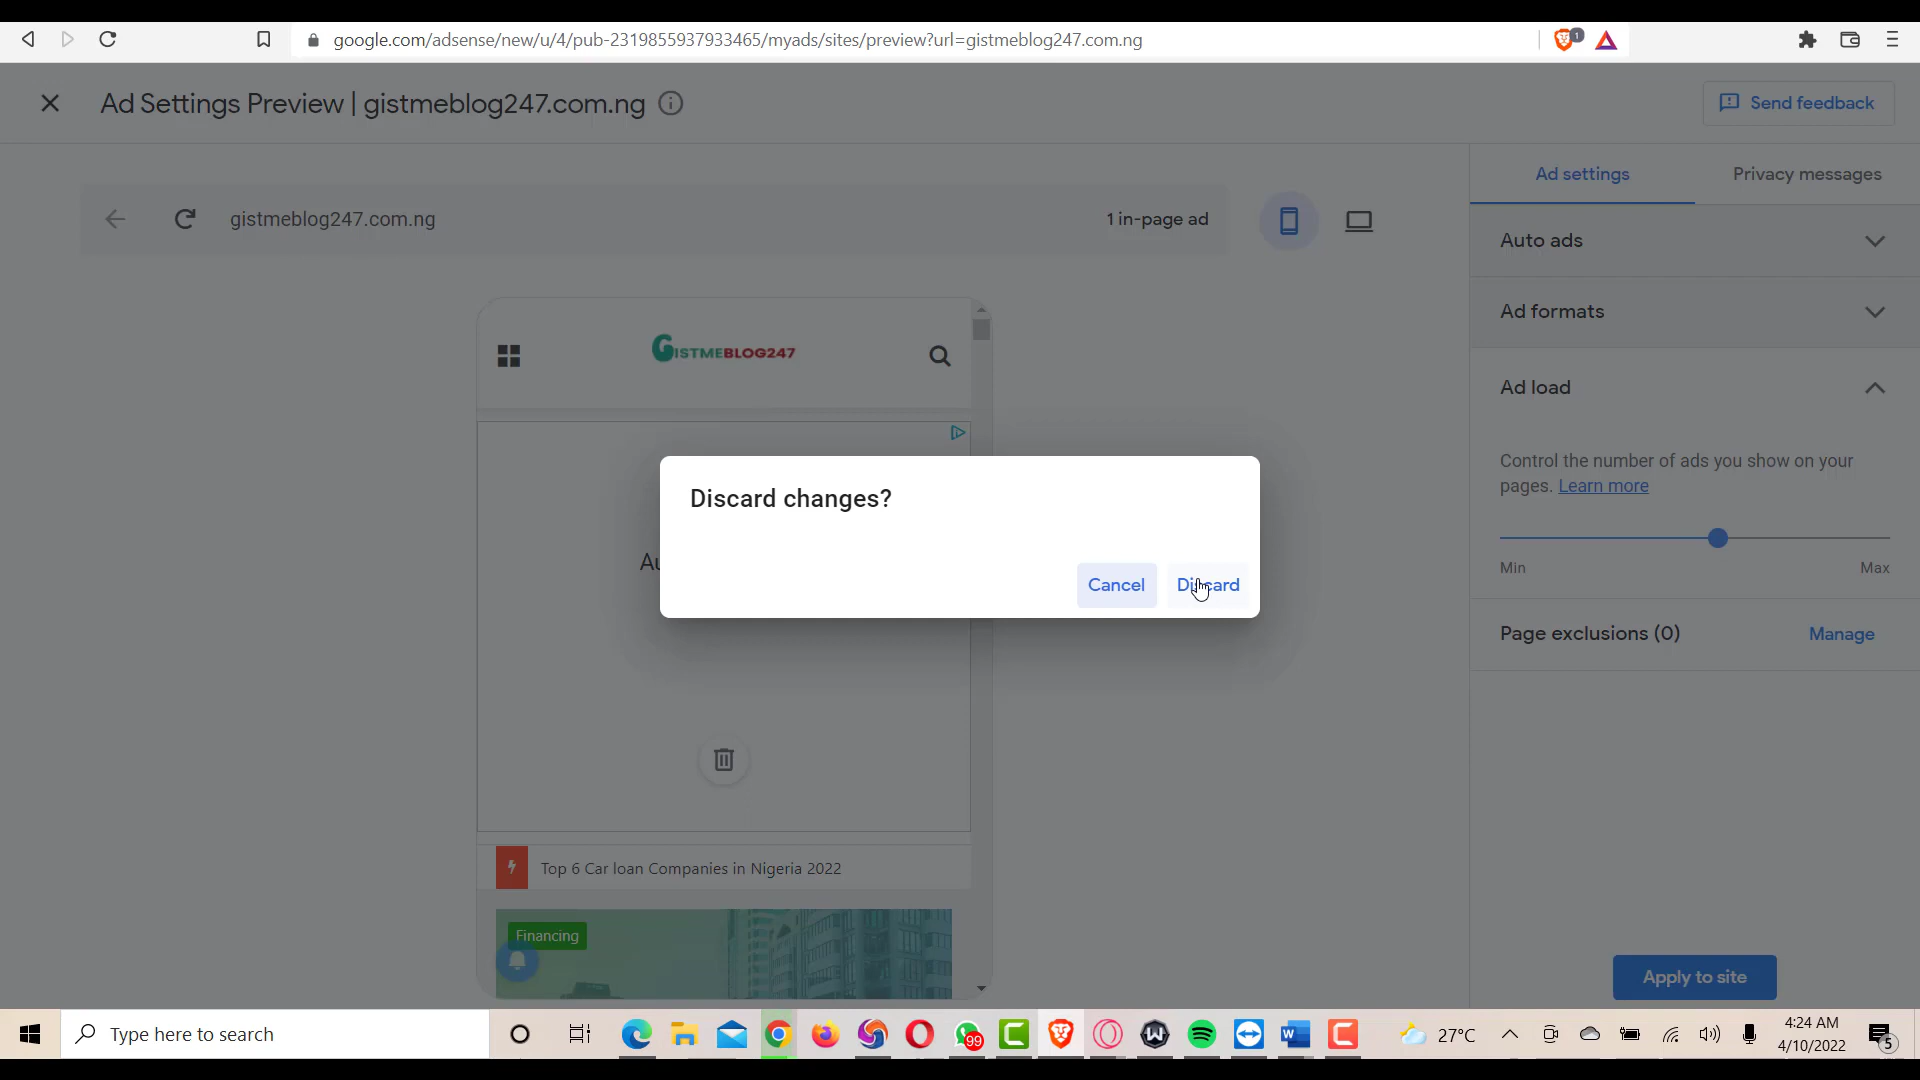 google.com/adsense/new/u/4/pub-2319855937933465/myads/sites/preview?url=gistmeblog247.com.ng
1
Ad Settings Preview | gistmeblog247.com.ng
Send feedback
Ad settings
Privacy messages
gistmeblog247.com.ng
1 in-page ad
Auto ads
Ad formats
GISTMEBLOG247
Ad load
Control the number of ads you show on your
pages. Learn more
Min
Max
Discard changes?
Au
Cancel
Discard
Page exclusions (0)
Manage
Top 6 Car loan Companies in Nigeria 2022
Financing
Apply to site
Type here to search
99
27°C
4:24 AM
4/10/2022
5